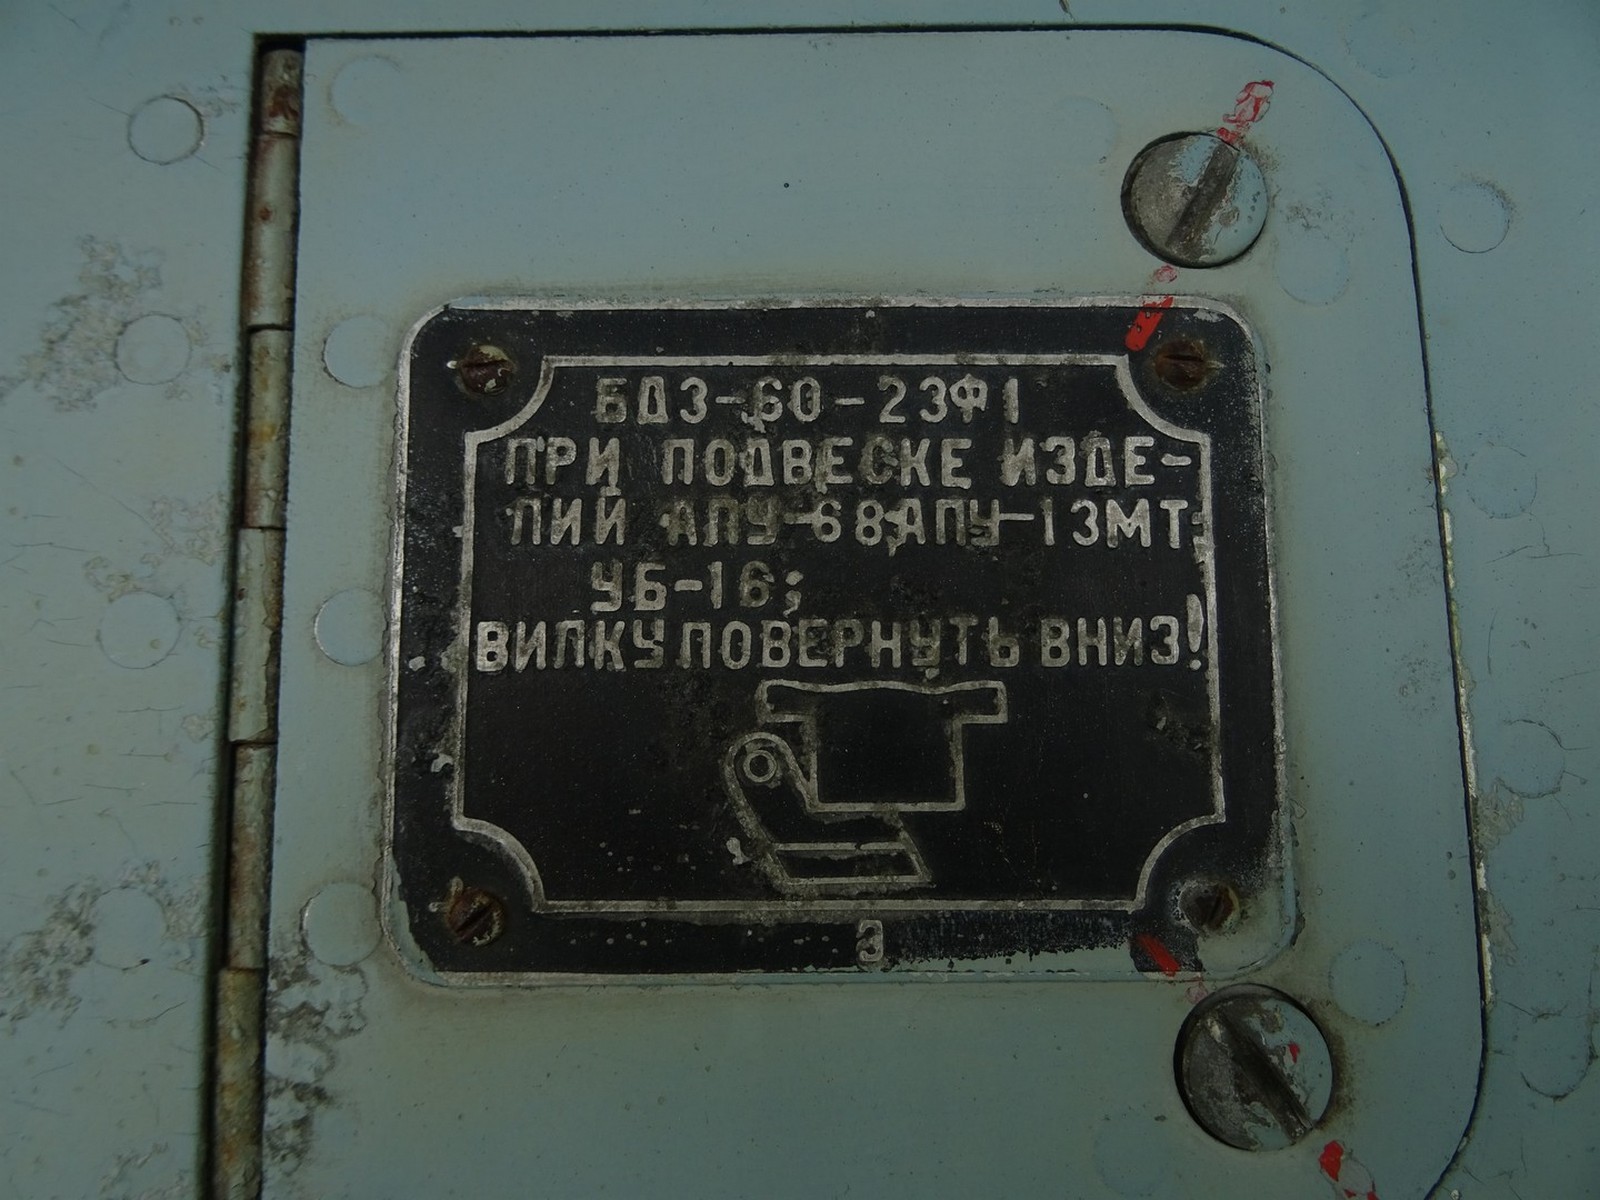 БДЗ-60-23Ф1
ПРИ ПОДВЕСКЕ ИЗДЕ-
ЛИЙ АПУ-68,АПУ-13МТ;
УБ-16;
ВИЛКУ ПОВЕРНУТЬ ВНИЗ!